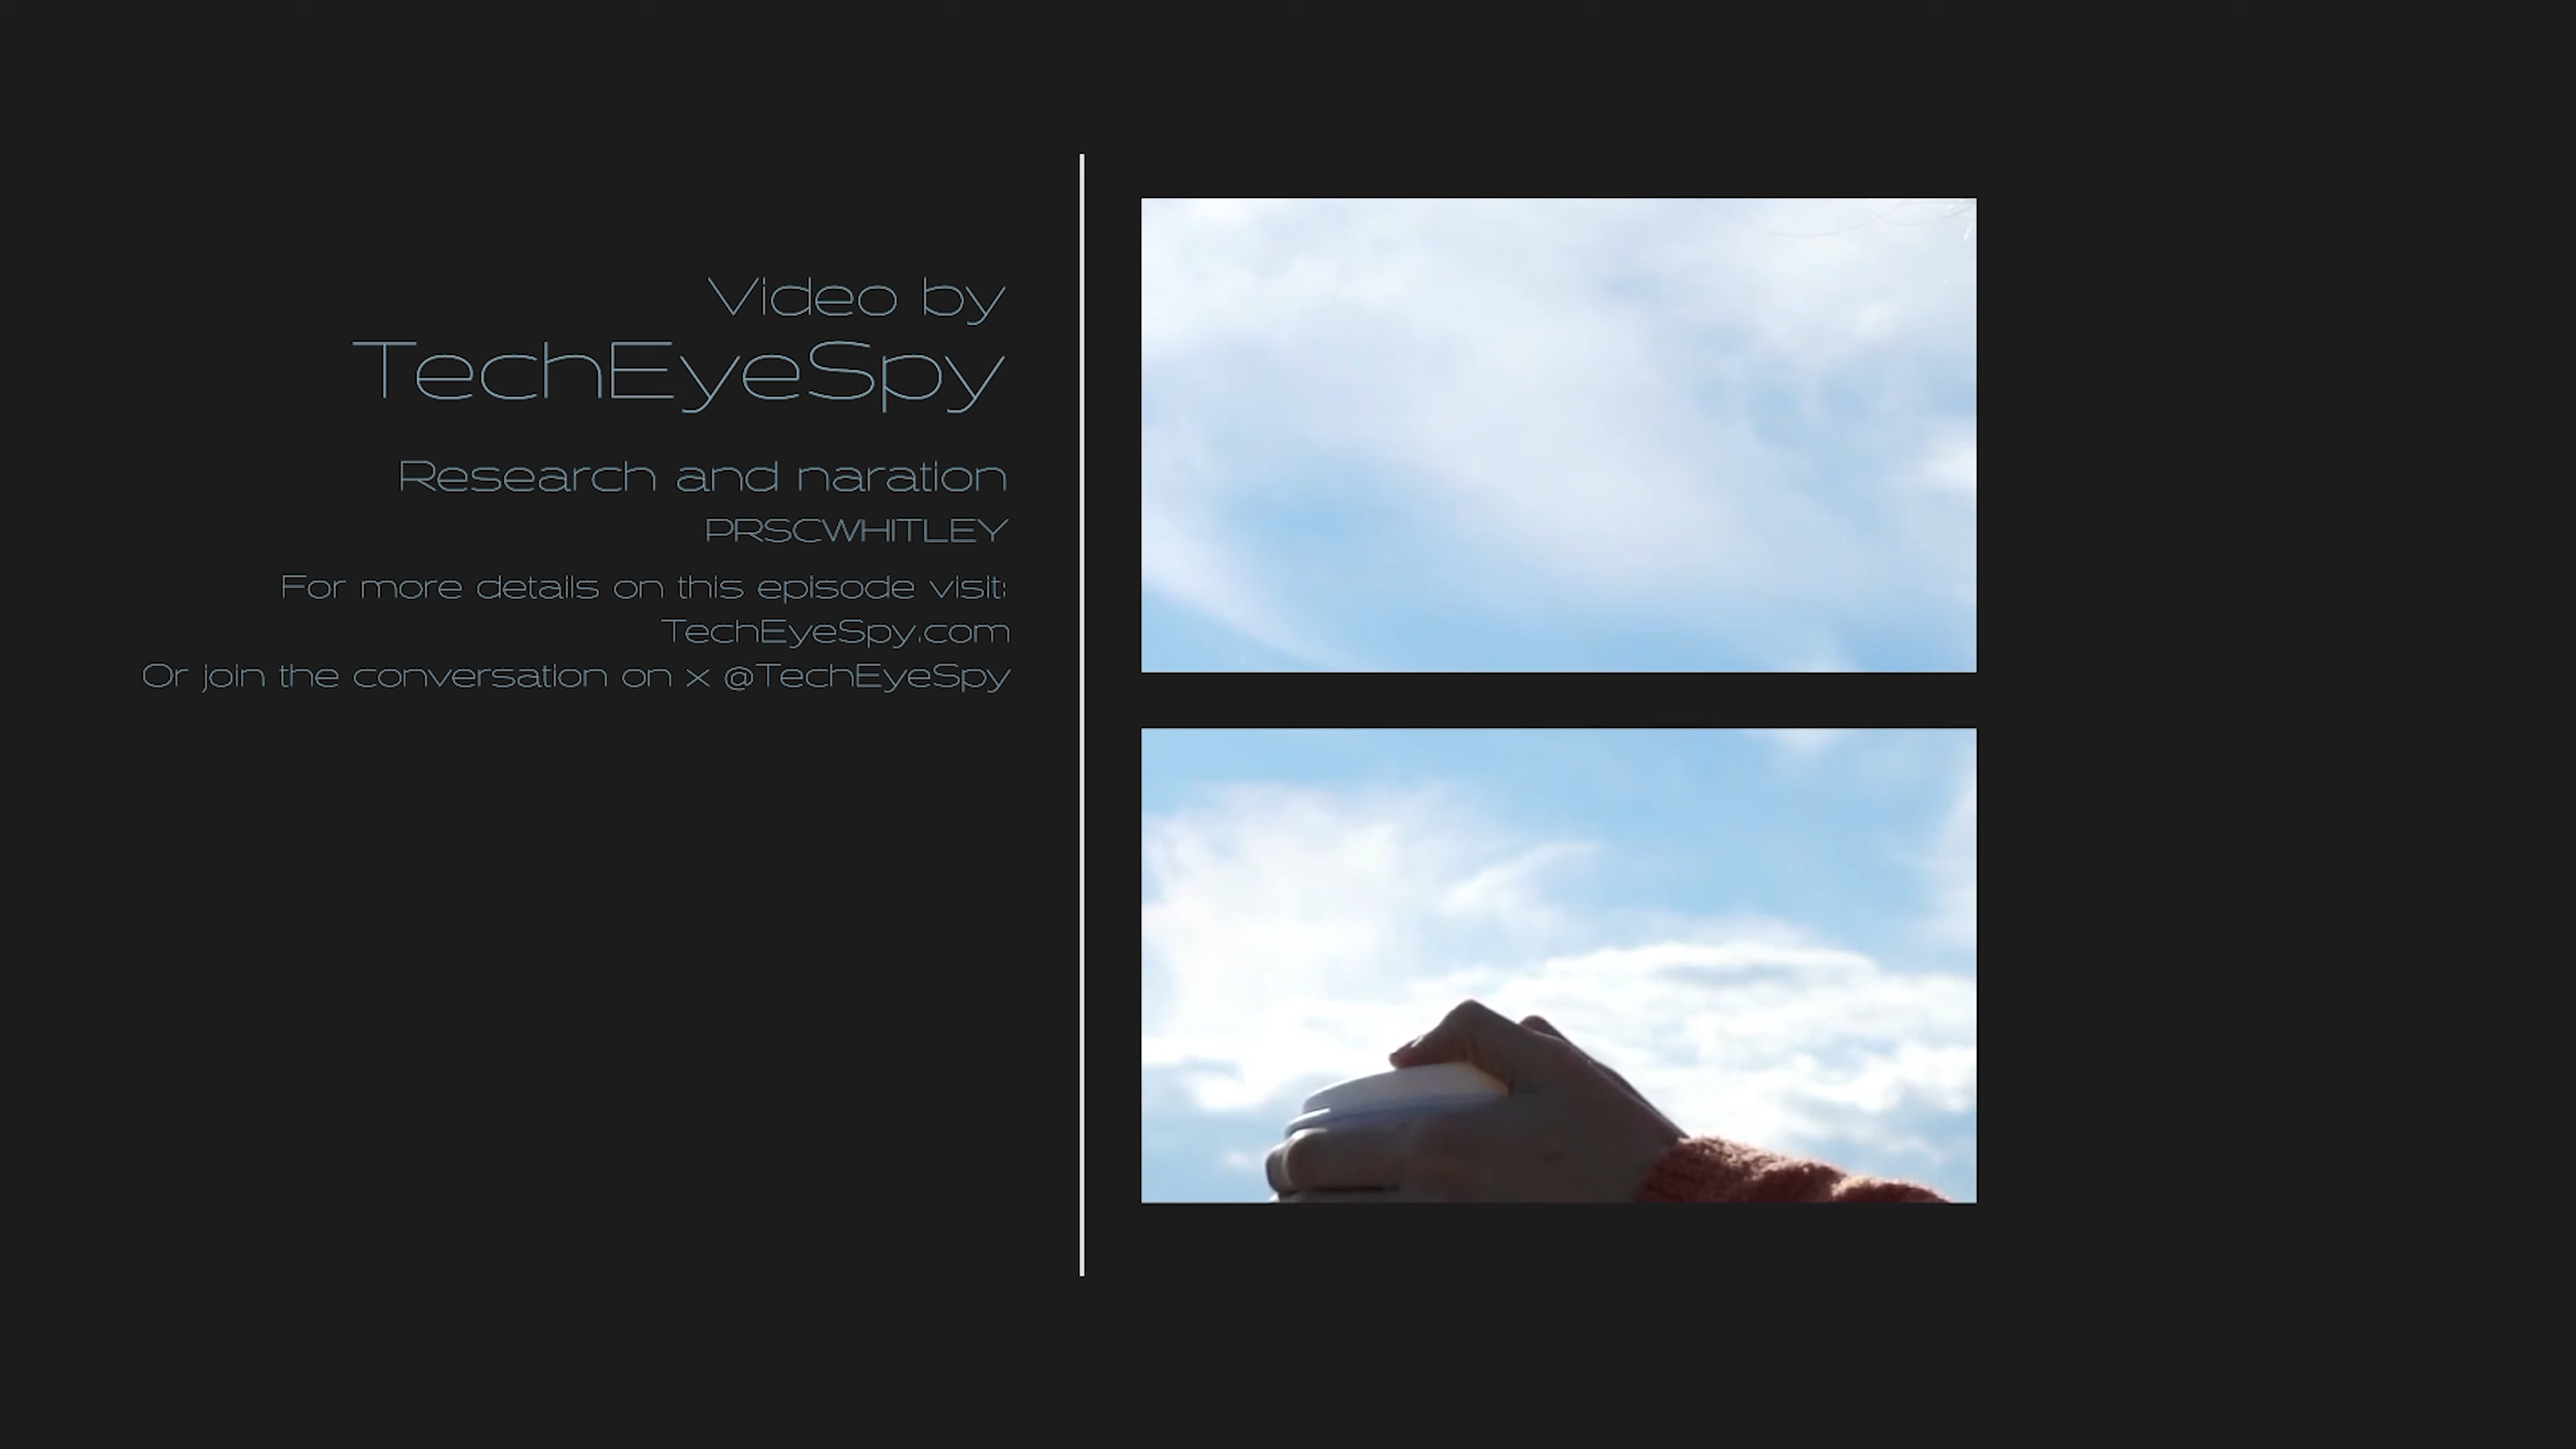 Video by
TechEyeSpy
Research and naration
PRSCWHITLEY
For more details on this episode visit:
TechEyeSpy.com
Or join the conversation on x @TechEyeSpy